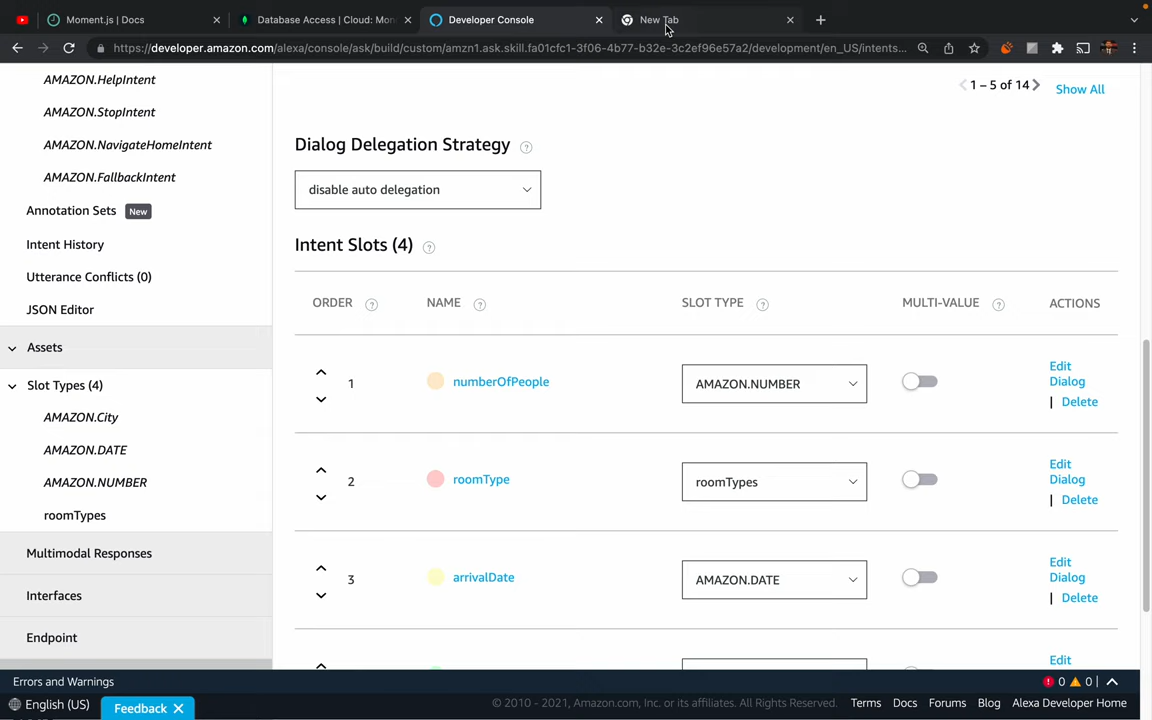 Moment.js | Docs
Database Access | Cloud: Mon
Developer Console
New Tab
https://developer.amazon.com/alexa/console/ask/build/custom/amzn1.ask.skill.fa01cfc1-3f06-4b77-b32e-3c2ef96e57a2/development/en_US/intents...
AMAZON.HelpIntent
AMAZON.StopIntent
AMAZON.NavigateHomeIntent
AMAZON.FallbackIntent
Annotation Sets New
Intent History
Utterance Conflicts (0)
JSON Editor
Assets
Slot Types (4)
AMAZON.City
AMAZON.DATE
AMAZON.NUMBER
roomTypes
Multimodal Responses
Interfaces
Endpoint
1 – 5 of 14
Show All
Dialog Delegation Strategy ?
disable auto delegation
Intent Slots (4) ?
ORDER ? NAME ? SLOT TYPE ? MULTI-VALUE ? ACTIONS
1 numberOfPeople AMAZON.NUMBER Edit
Dialog
| Delete
2 roomType roomTypes Edit
Dialog
| Delete
3 arrivalDate AMAZON.DATE Edit
Dialog
| Delete
Edit
Errors and Warnings
0 0 |
English (US)
Feedback
© 2010 - 2021, Amazon.com, Inc. or its affiliates. All Rights Reserved.
Terms Docs Forums Blog Alexa Developer Home